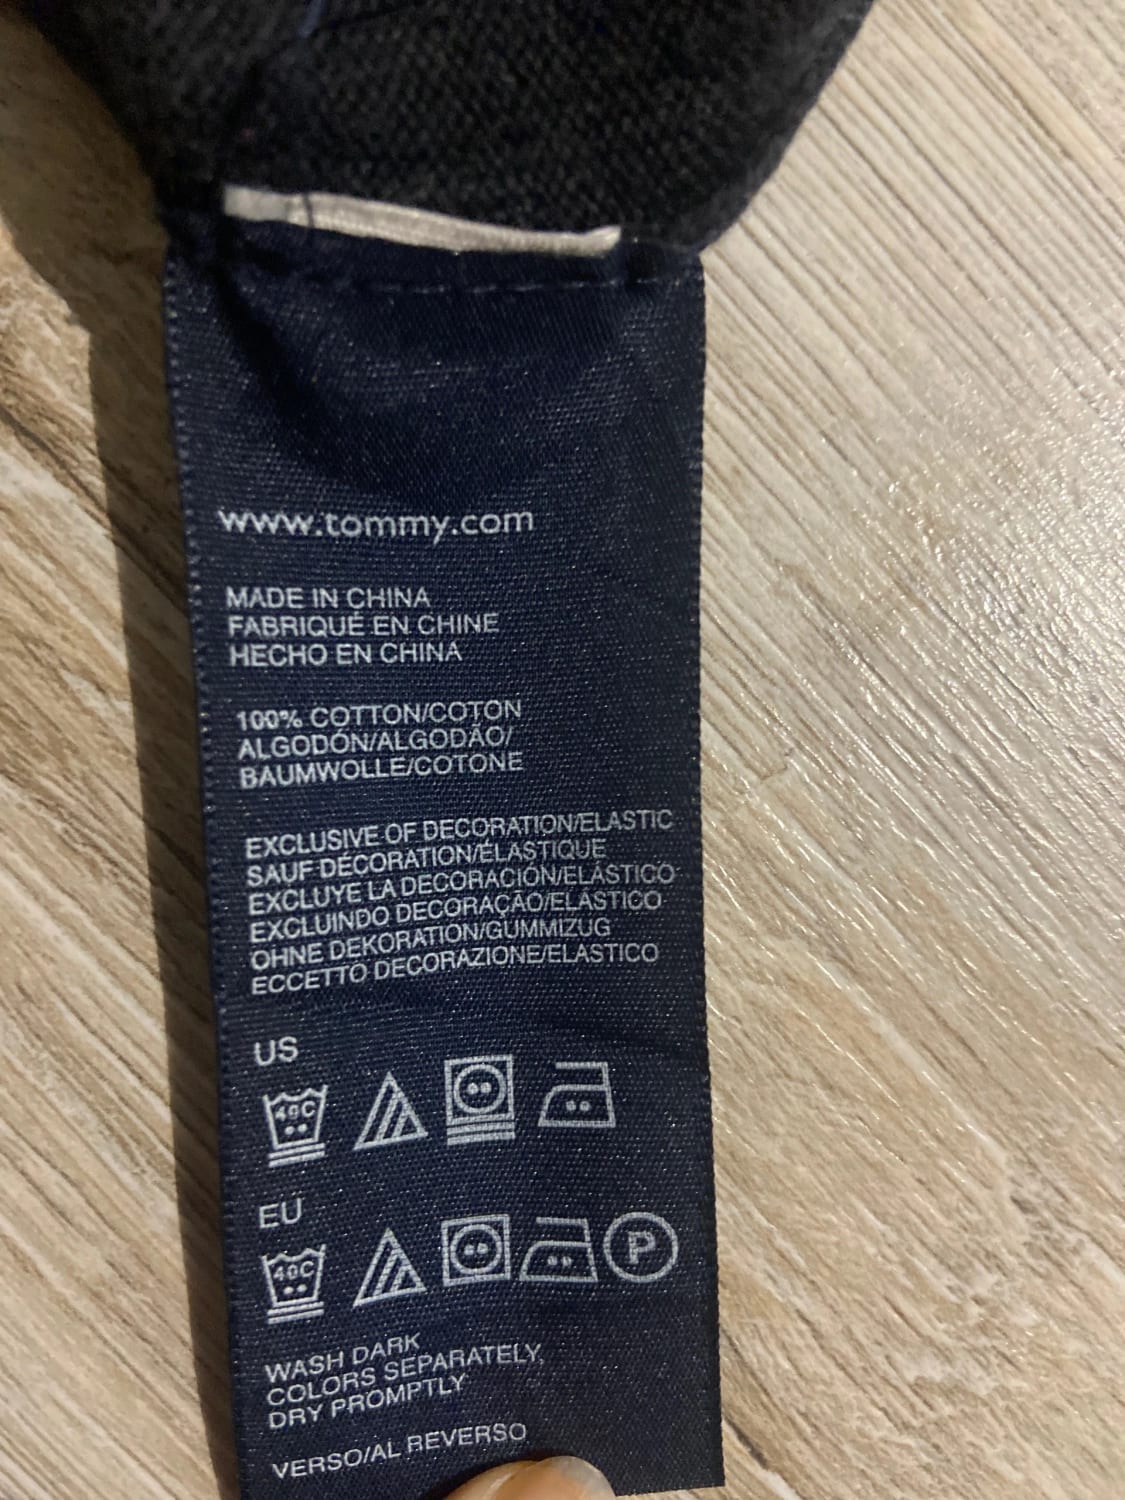 www.tommy.com
MADE IN CHINA
FABRIQUÉ EN CHINE
HECHO EN CHINA
100% COTTON/COTON
ALGODÓN/ALGODÃO/
BAUMWOLLE/COTONE
EXCLUSIVE OF DECORATION/ELASTIC
SAUF DÉCORATION/ÉLASTIQUE
EXCLUYE LA DECORACIÓN/ELÁSTICO
EXCLUINDO DECORAÇÃO/ELASTICO
OHNE DEKORATION/GUMMIZUG
ECCETTO DECORAZIONE/ELASTICO
US
40C
EU
40C P
WASH DARK
COLORS SEPARATELY,
DRY PROMPTLY
VERSO/AL REVERSO